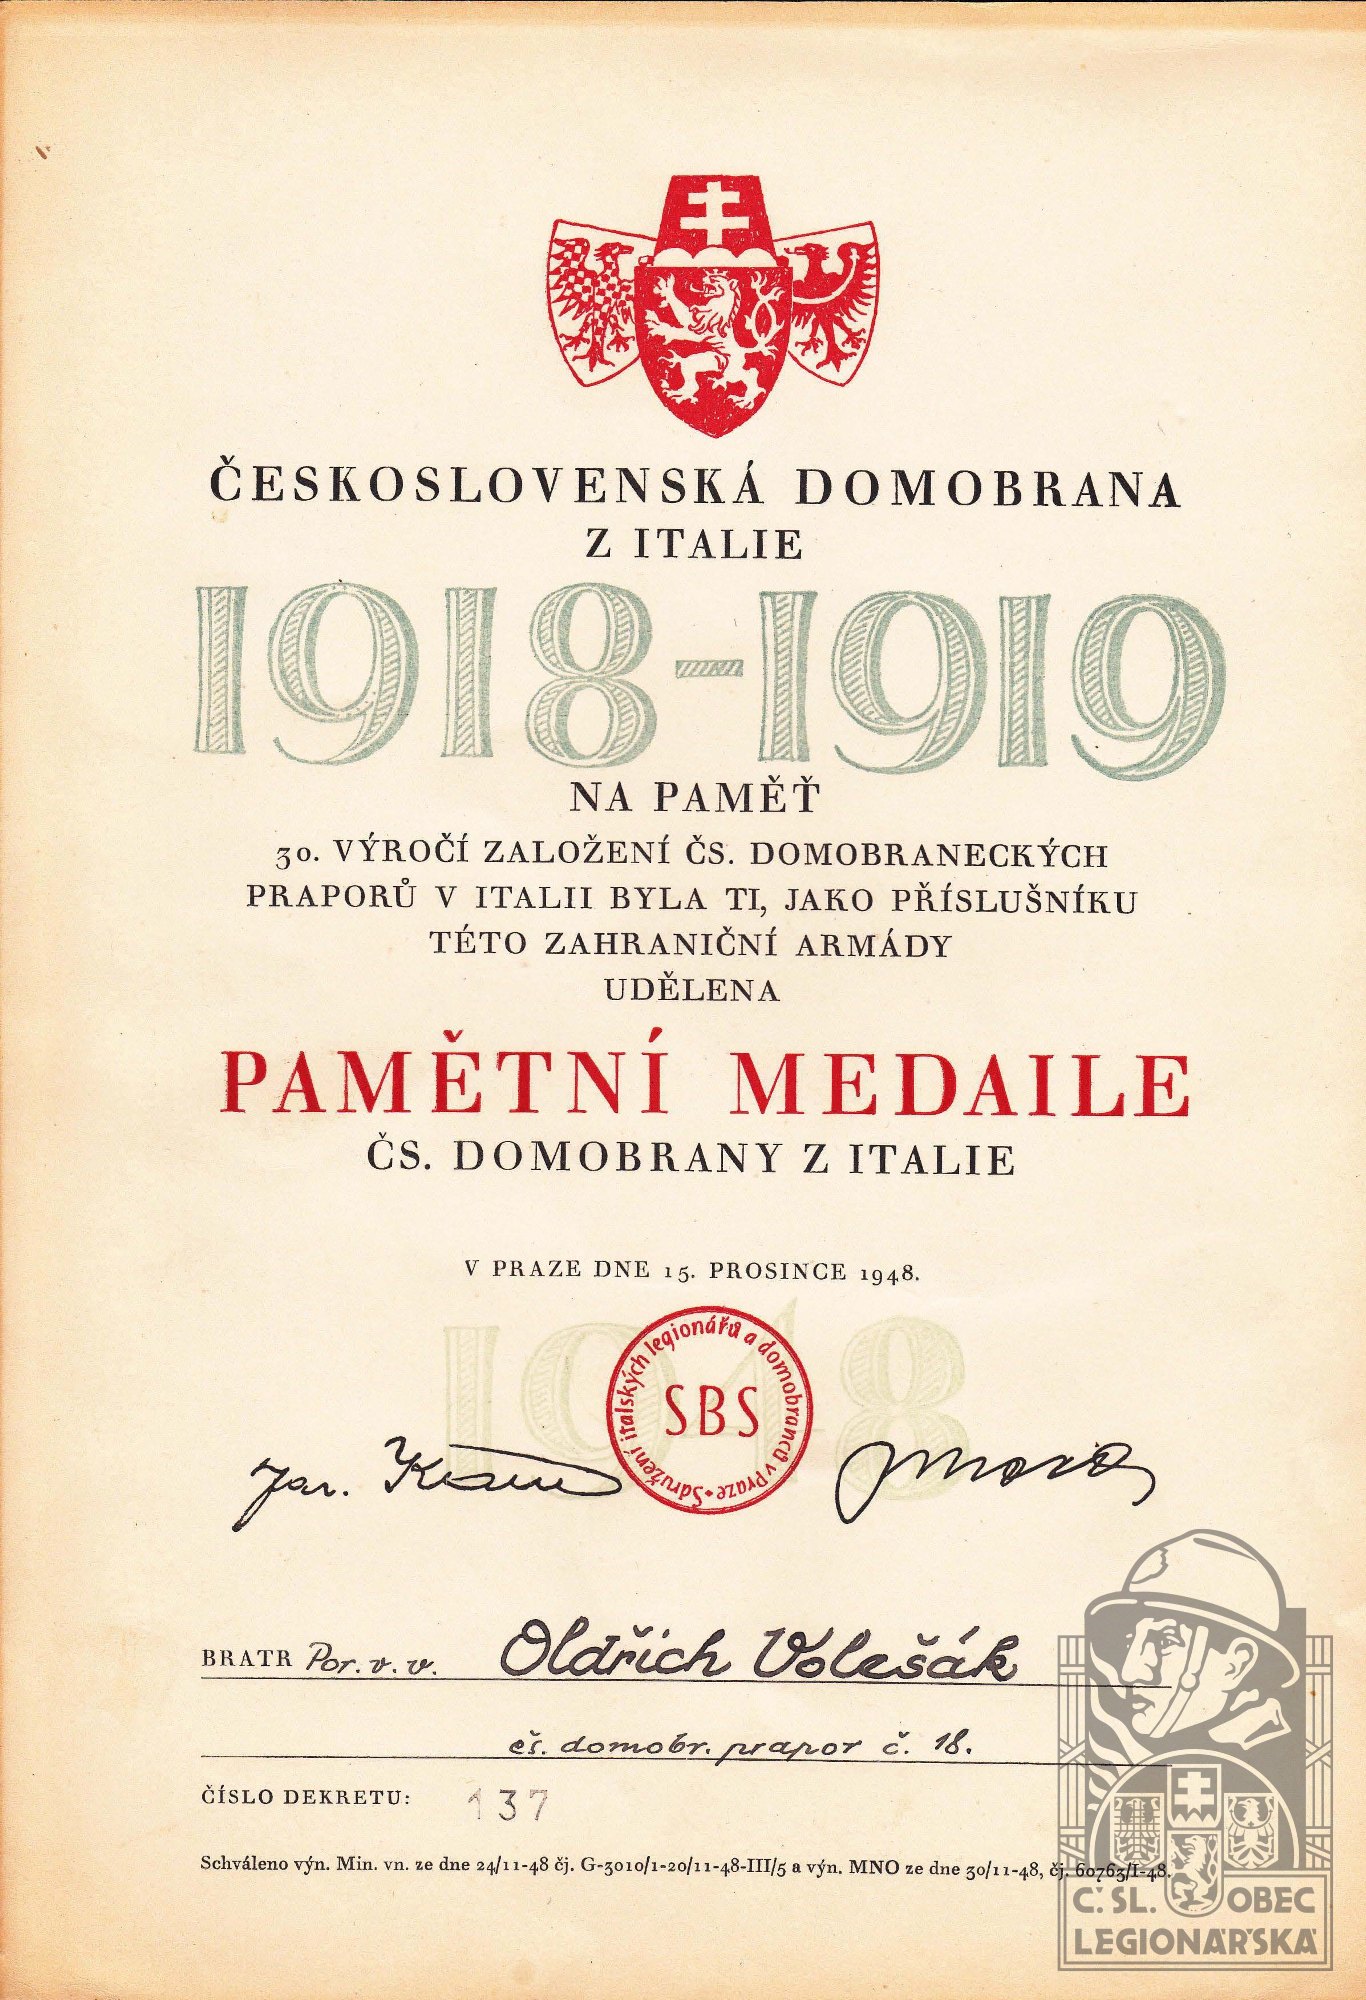 ČESKOSLOVENSKÁ DOMOBRANA
Z ITALIE
1918-1919
NA PAMĚŤ
30. VÝROČÍ ZALOŽENÍ ČS. DOMOBRANECKÝCH
PRAPORŮ V ITALII BYLA TI, JAKO PŘÍSLUŠNÍKU
TÉTO ZAHRANIČNÍ ARMÁDY
UDĚLENA
PAMĚTNÍ MEDAILE
ČS. DOMOBRANY Z ITALIE
V PRAZE DNE 15. PROSINCE 1948.
1948
Sdružení italských legionářů a domobranců v Praze
SBS
Jar.
BRATR Por. v. v. Oldřich Volešák
čs. domobr. prapor č. 18.
ČÍSLO DEKRETU: 137
Schváleno výn. Min. vn. ze dne 24/11-48 čj. G-3010/1-20/11-48-III/5 a výn. MNO ze dne 30/11-48, čj. 60763/I-48.
Č. SL. OBEC
LEGIONÁŘSKÁ